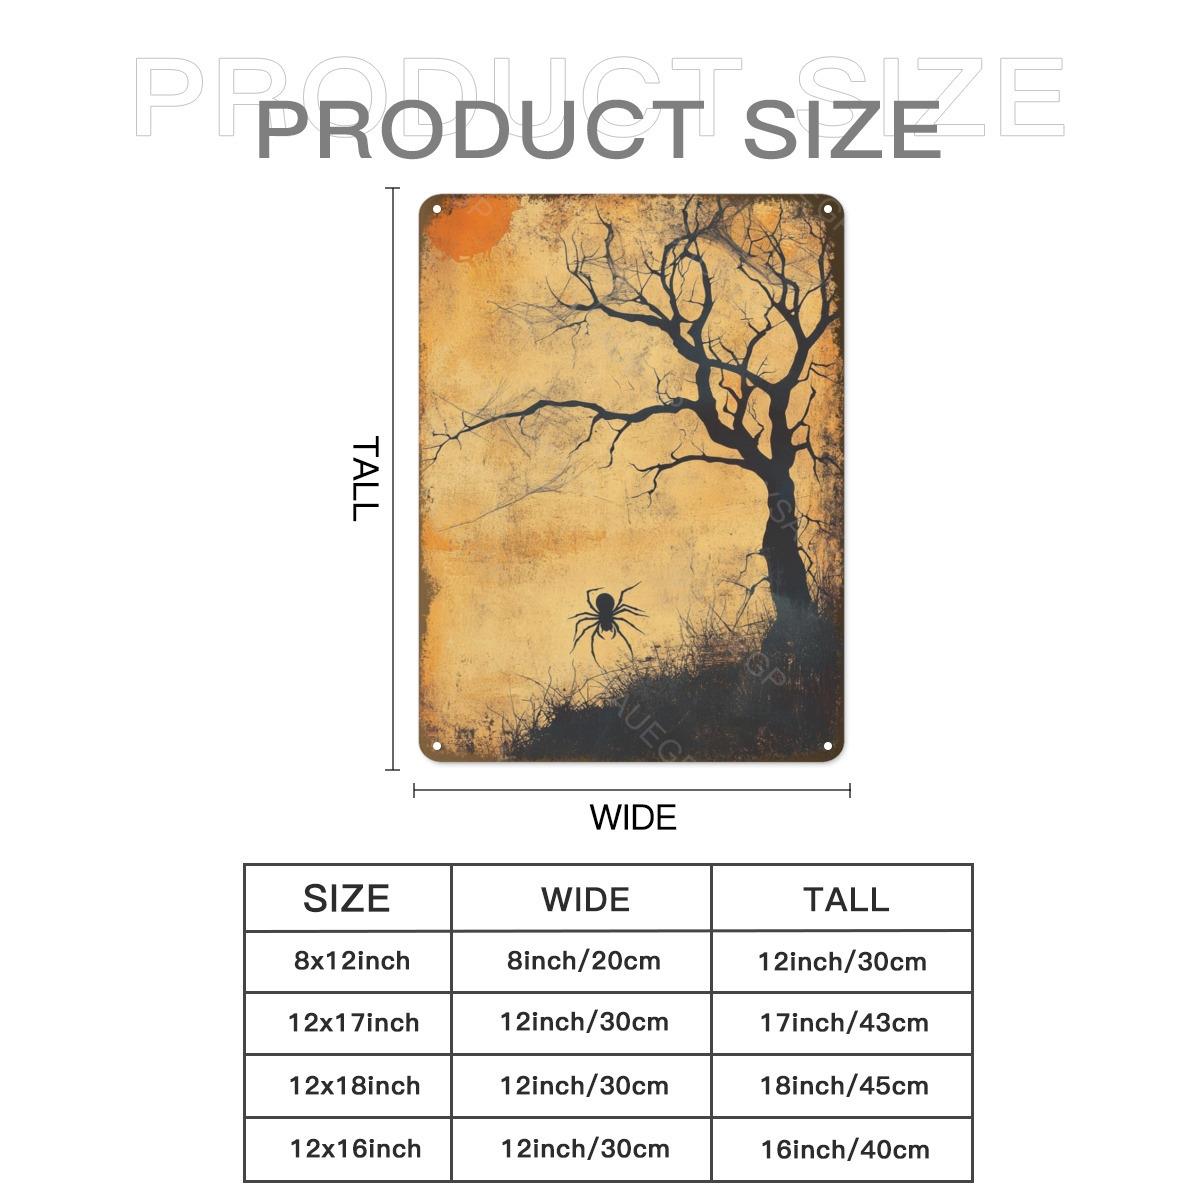 PRODUCT SIZE
PRODUCT SIZE
TALL
WIDE
SIZE WIDE TALL
8x12inch 8inch/20cm 12inch/30cm
12x17inch 12inch/30cm 17inch/43cm
12x18inch 12inch/30cm 18inch/45cm
12x16inch 12inch/30cm 16inch/40cm